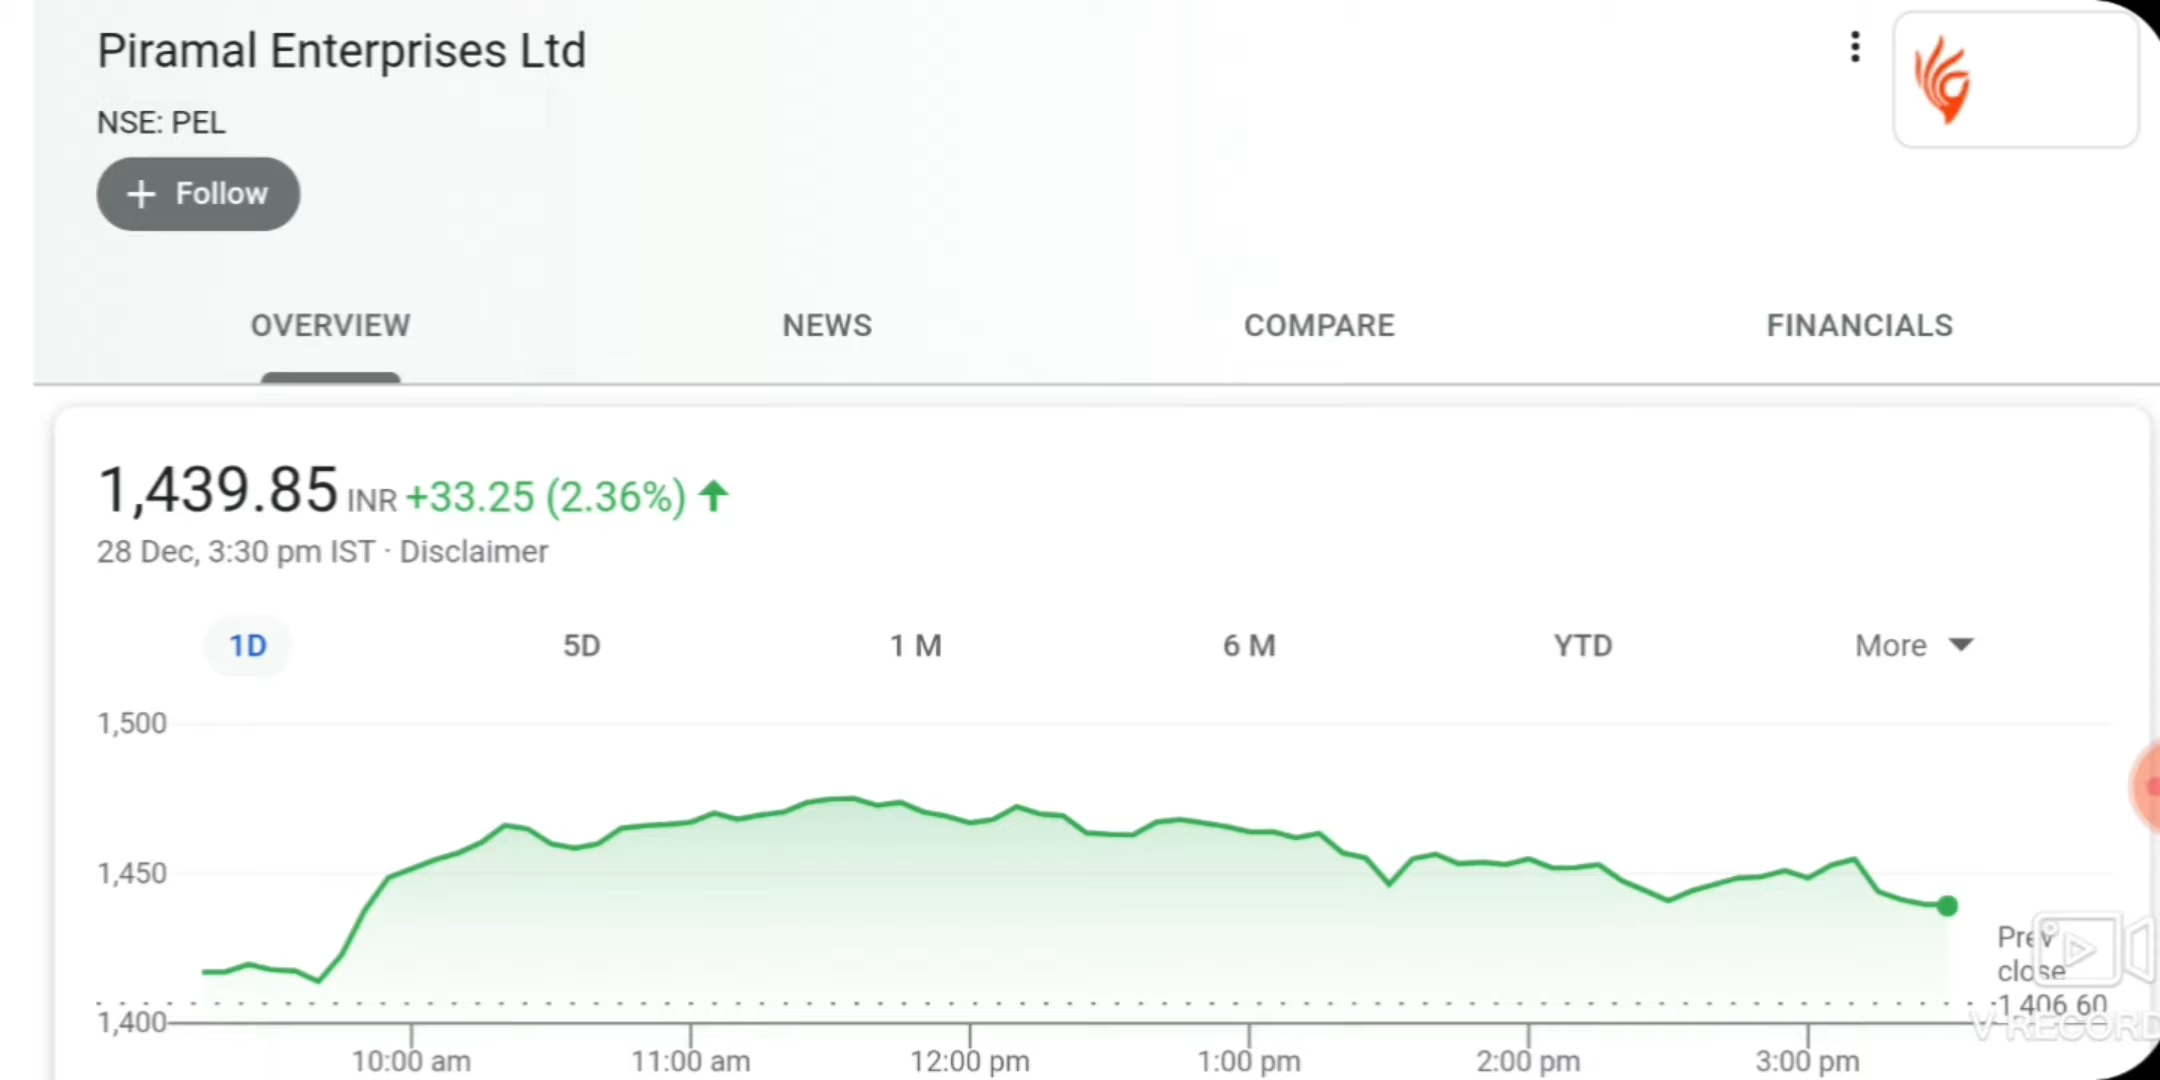 Piramal Enterprises Ltd
NSE: PEL
+ Follow
OVERVIEW NEWS COMPARE FINANCIALS
1,439.85 INR +33.25 (2.36%) ↑
28 Dec, 3:30 pm IST · Disclaimer
1D 5D 1 M 6 M YTD More
1,500
1,450
Prev
close
1,406.60
1,400
V RECORD
10:00 am 11:00 am 12:00 pm 1:00 pm 2:00 pm 3:00 pm